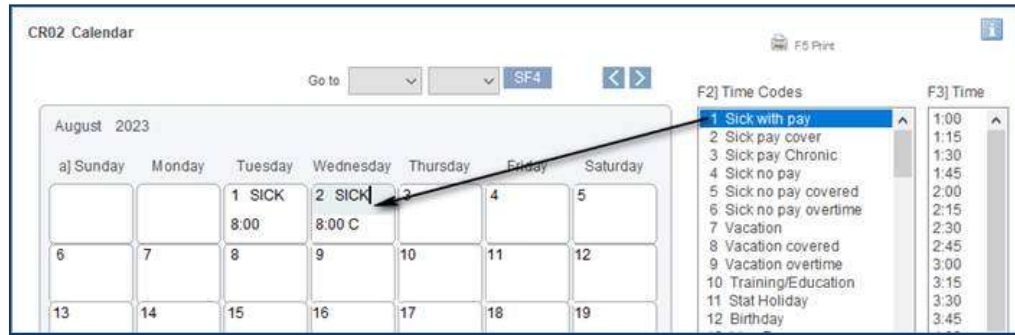 CR02 Calendar
F5 Print
Go to SF4
F2] Time Codes F3] Time
August 2023
a] Sunday Monday Tuesday Wednesday Thursday Friday Saturday
1 SICK 2 SICK 3 4 5
8:00 8:00 C
6 7 8 9 10 11 12
13 14 15 16 17 18 19
1 Sick with pay
2 Sick pay cover
3 Sick pay Chronic
4 Sick no pay
5 Sick no pay covered
6 Sick no pay overtime
7 Vacation
8 Vacation covered
9 Vacation overtime
10 Training/Education
11 Stat Holiday
12 Birthday
1:00
1:15
1:30
1:45
2:00
2:15
2:30
2:45
3:00
3:15
3:30
3:45